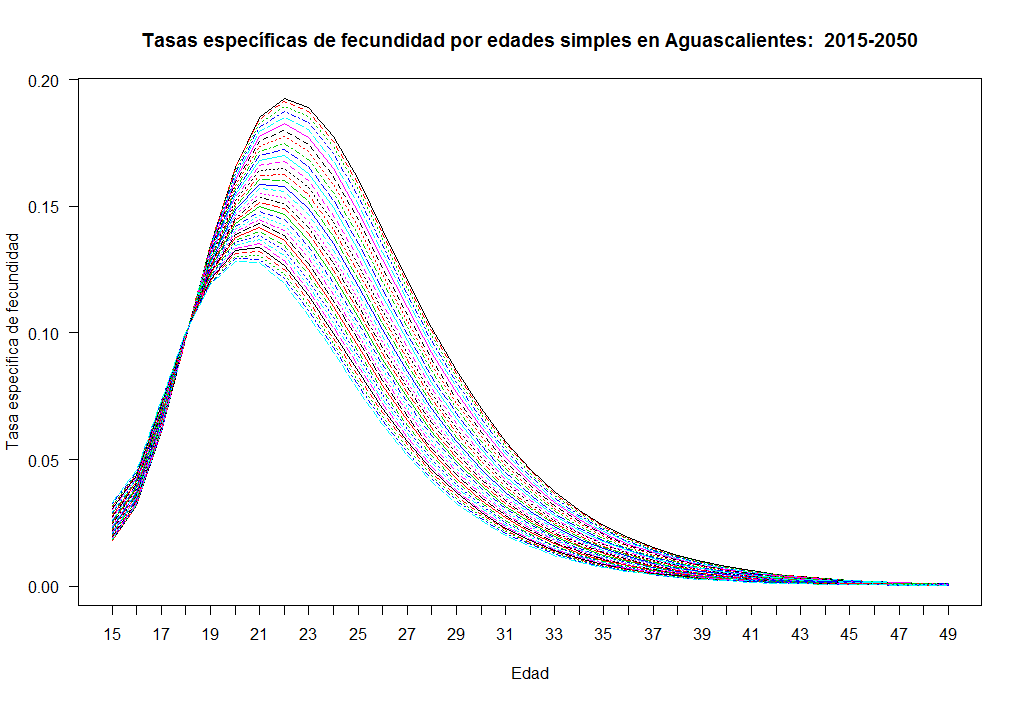 Tasas específicas de fecundidad por edades simples en Aguascalientes:  2015-2050
Tasa específica de fecundidad
0.20
0.15
0.10
0.05
0.00
15 17 19 21 23 25 27 29 31 33 35 37 39 41 43 45 47 49
Edad